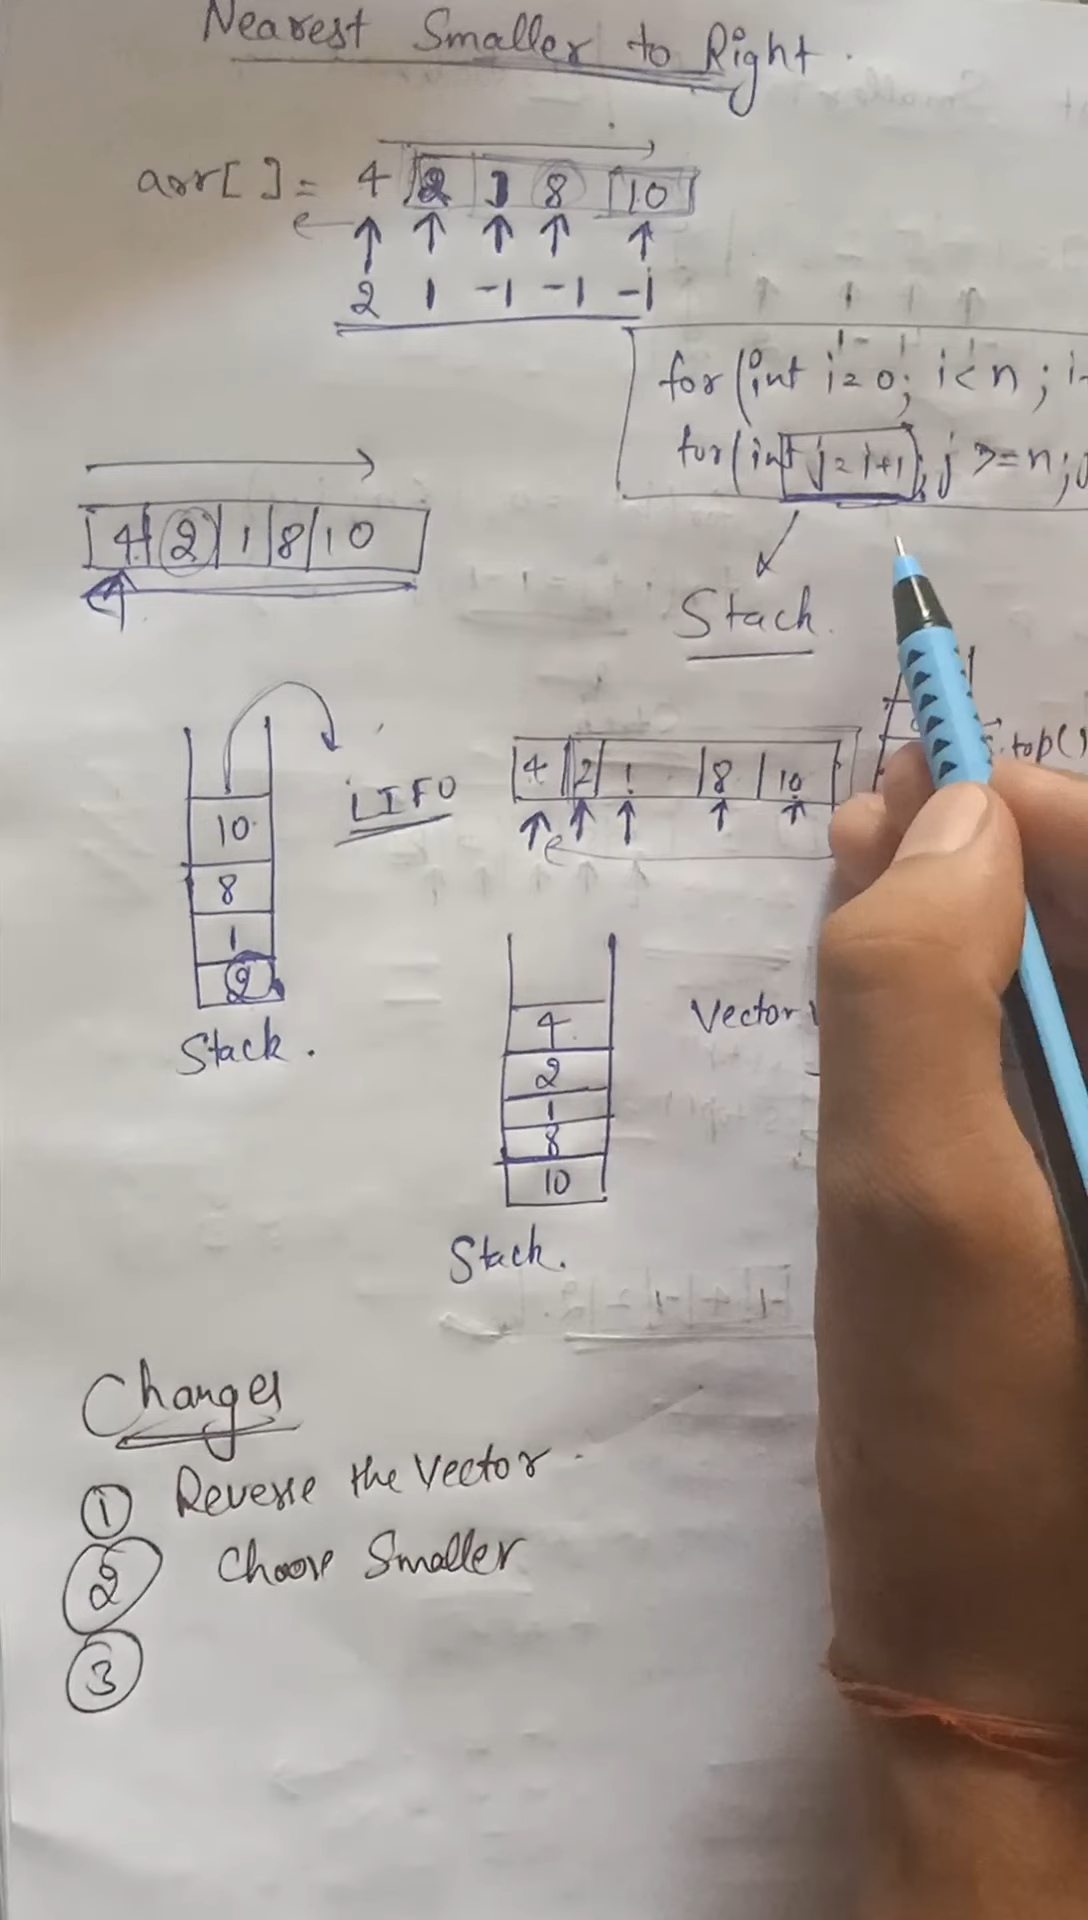 Nearest Smaller to Right.
arr[ ] = 4 2 1 8 10
2 1 -1 -1 -1
for(int i=0; i<n; i
for(int j=i+1; j>=n; j
4 2 1 8 10
Stack.
4 2 1 8 10
.top()
LIFO
10
8
1
2
Stack.
Vector
4
2
1
8
10
Stack.
Changes
1 Reverse the Vector.
2 Choose Smaller
3